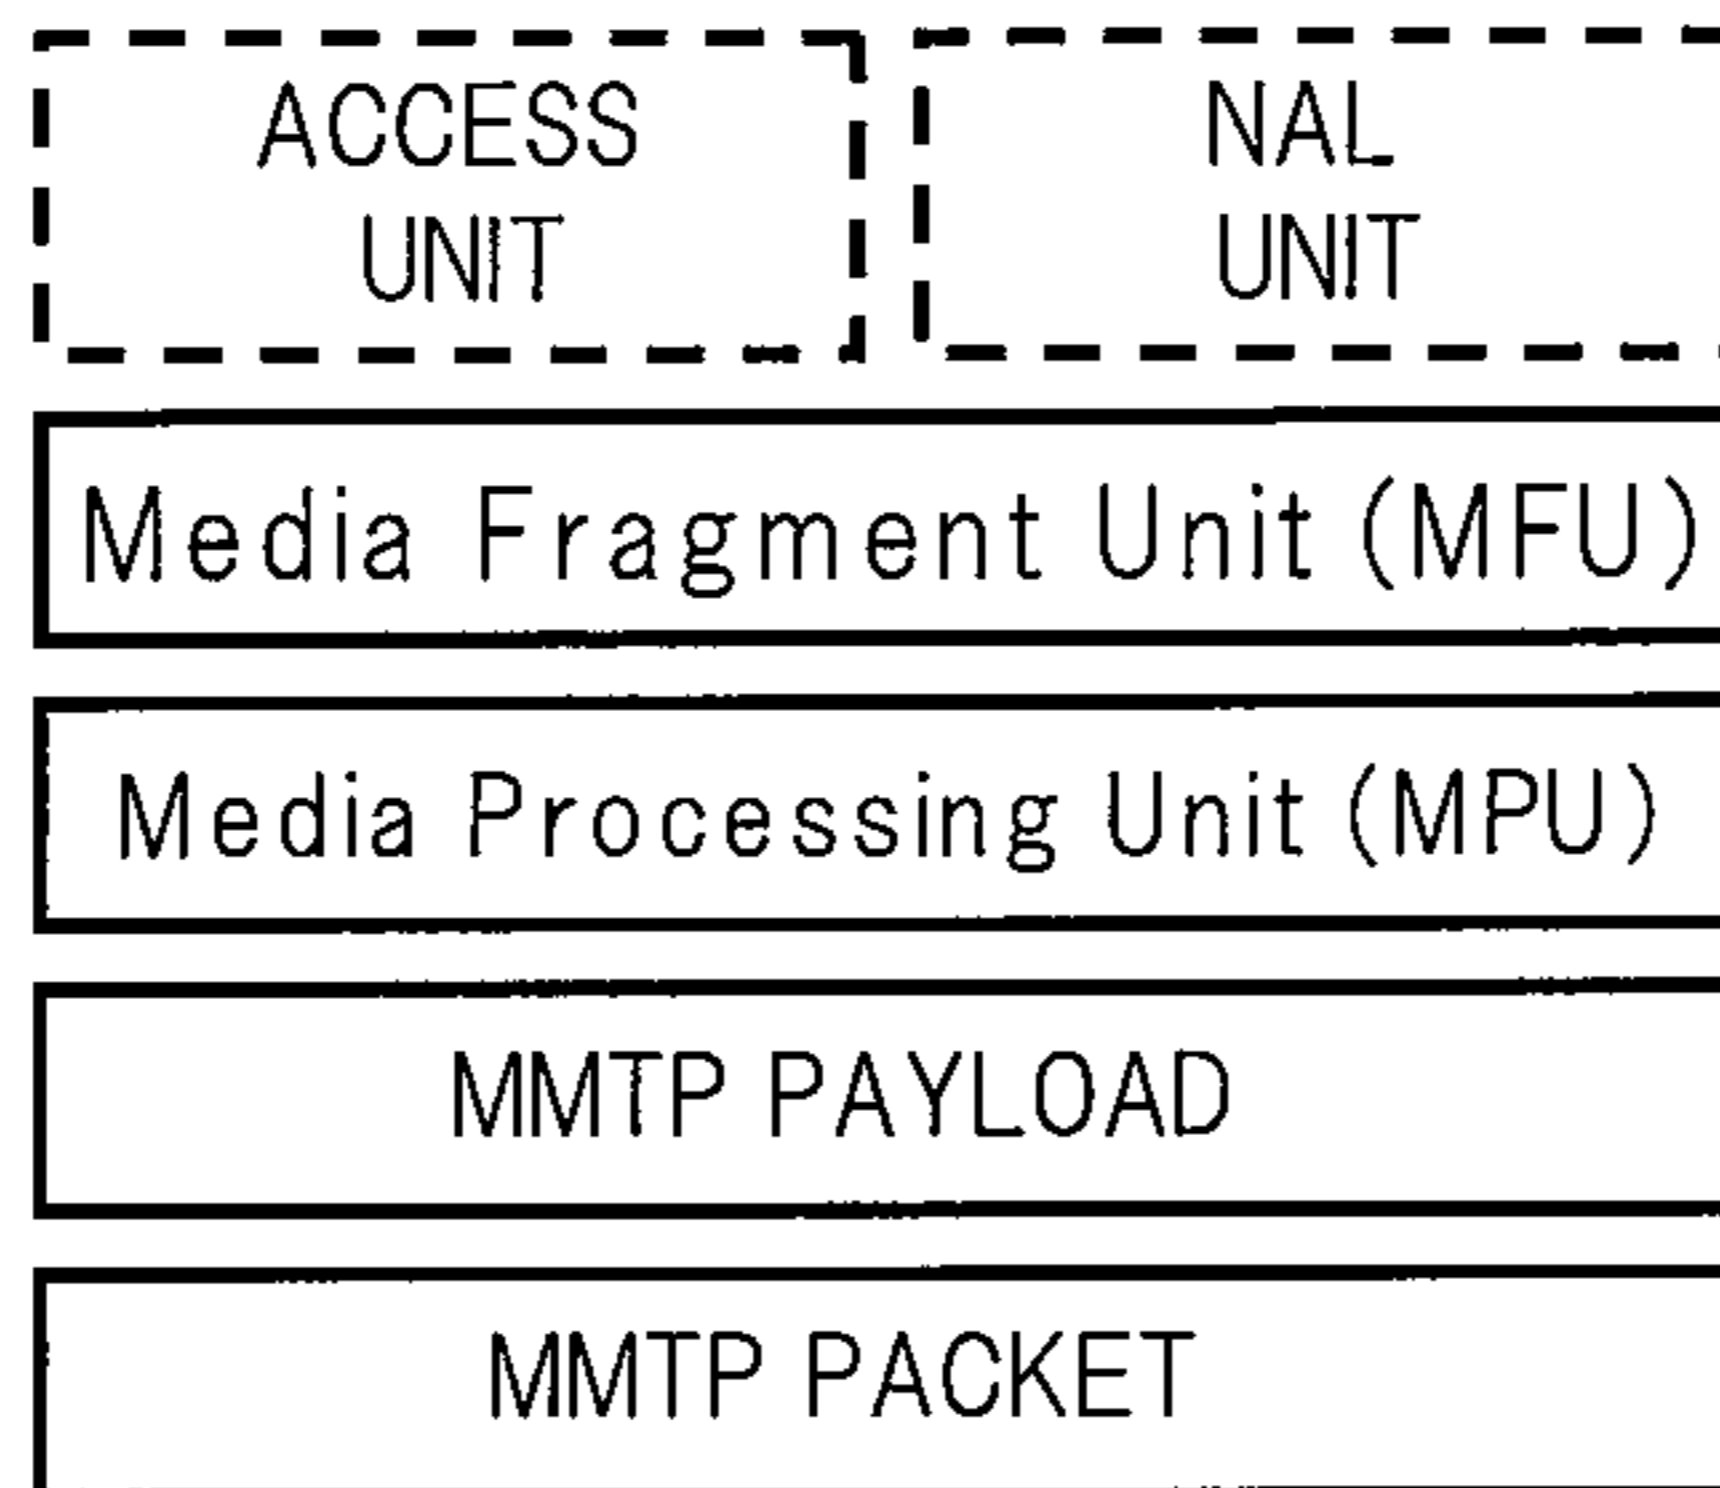 ACCESS
UNIT
NAL
UNIT
Media Fragment Unit (MFU)
Media Processing Unit (MPU)
MMTP PAYLOAD
MMTP PACKET